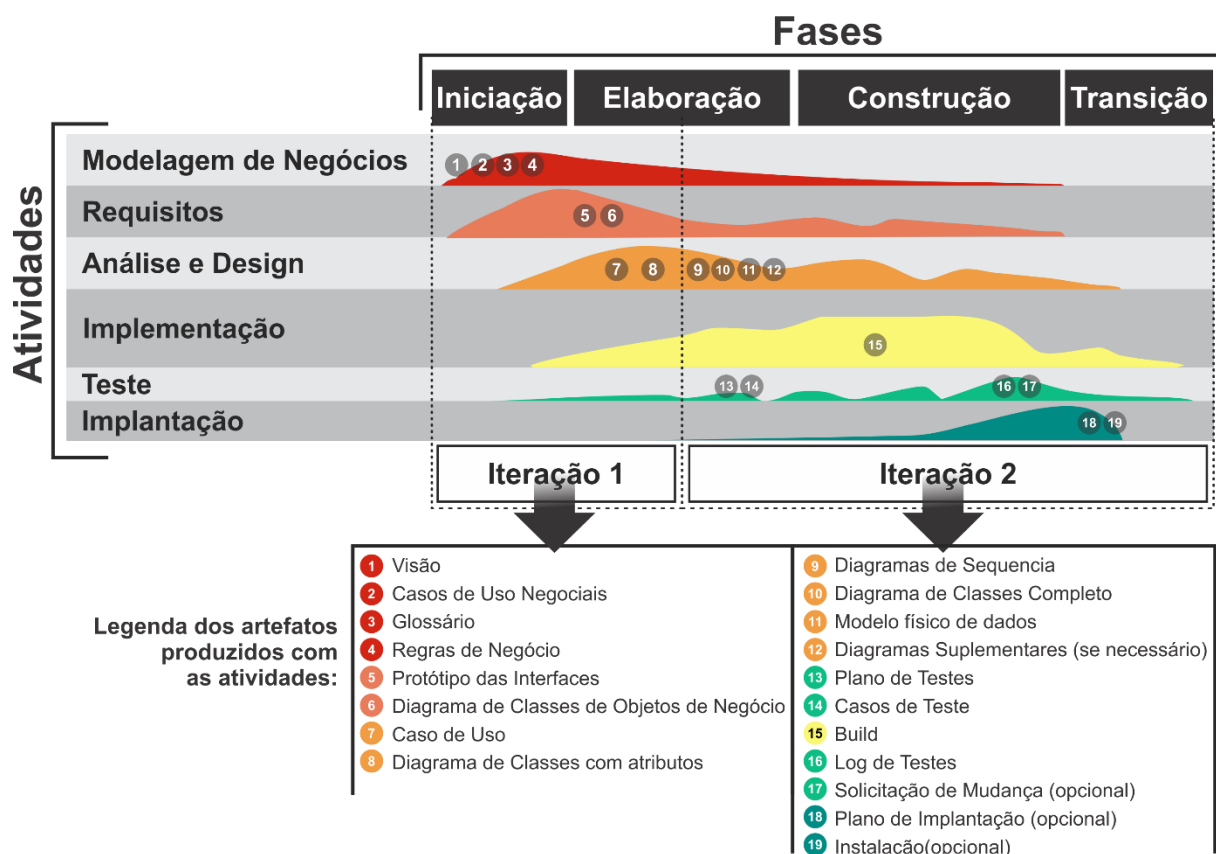 Fases
Iniciação Elaboração Construção Transição
Atividades
Modelagem de Negócios
1 2 3 4
Requisitos
5 6
Análise e Design
7 8 9 10 11 12
Implementação
15
Teste
13 14 16 17
Implantação
18 19
Iteração 1 Iteração 2
Legenda dos artefatos
produzidos com
as atividades:
1 Visão
2 Casos de Uso Negociais
3 Glossário
4 Regras de Negócio
5 Protótipo das Interfaces
6 Diagrama de Classes de Objetos de Negócio
7 Caso de Uso
8 Diagrama de Classes com atributos
9 Diagramas de Sequencia
10 Diagrama de Classes Completo
11 Modelo físico de dados
12 Diagramas Suplementares (se necessário)
13 Plano de Testes
14 Casos de Teste
15 Build
16 Log de Testes
17 Solicitação de Mudança (opcional)
18 Plano de Implantação (opcional)
19 Instalação(opcional)